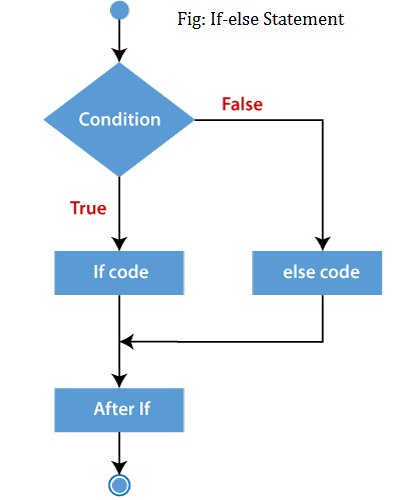 Fig: If-else Statement
Condition
False
True
If code
else code
After If